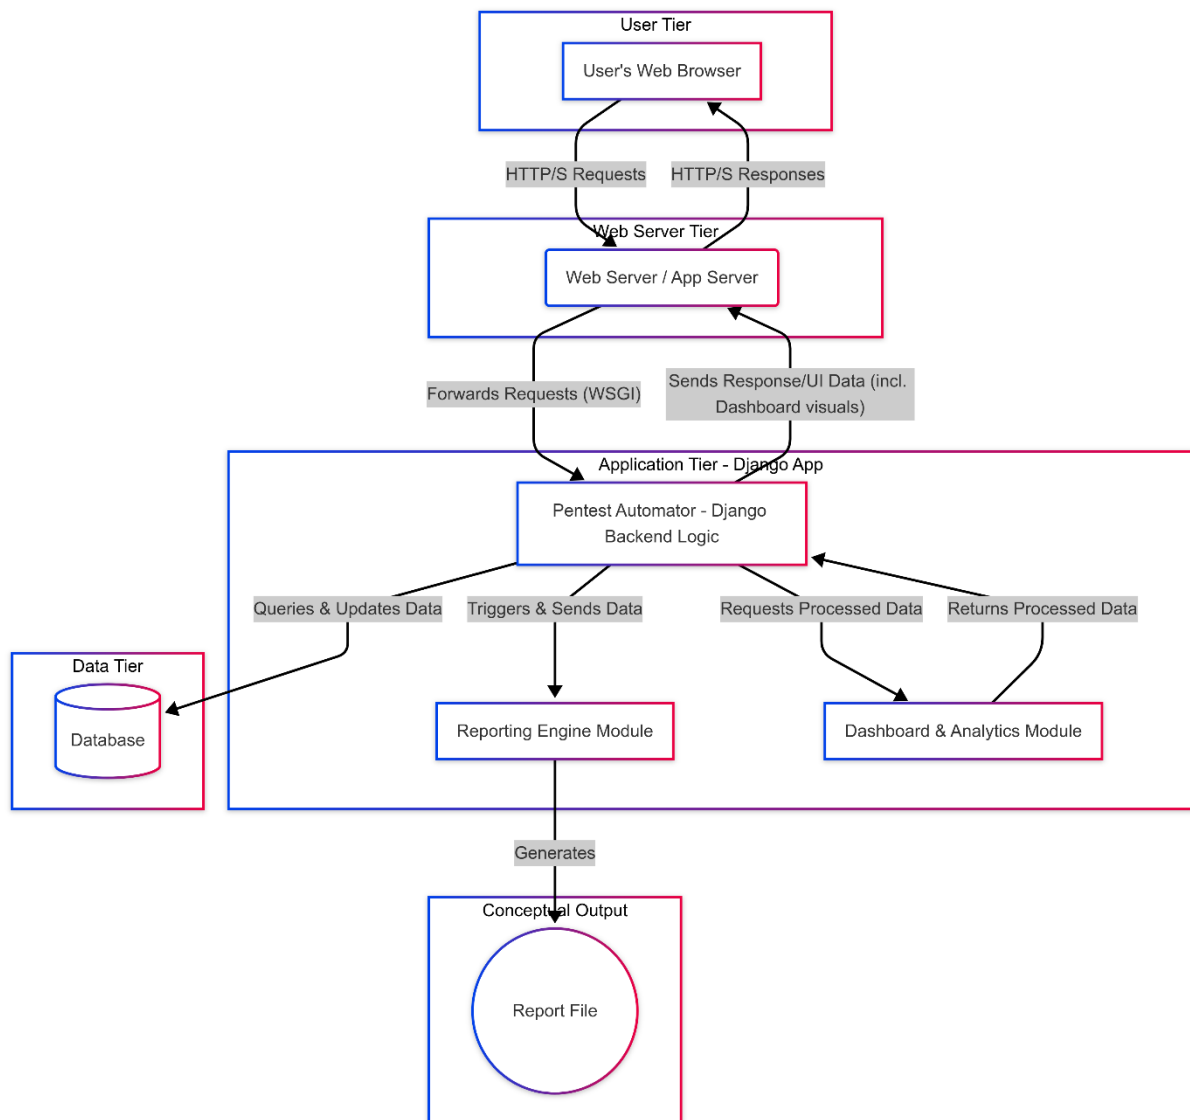 User Tier
User's Web Browser
HTTP/S Requests
HTTP/S Responses
Web Server Tier
Web Server / App Server
Forwards Requests (WSGI)
Sends Response/UI Data (incl.
Dashboard visuals)
Application Tier - Django App
Pentest Automator - Django
Backend Logic
Queries & Updates Data
Triggers & Sends Data
Requests Processed Data
Returns Processed Data
Data Tier
Database
Reporting Engine Module
Dashboard & Analytics Module
Generates
Conceptual Output
Report File